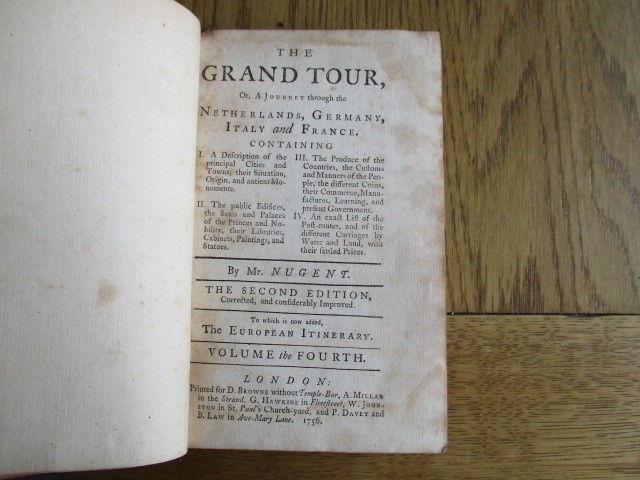 THE
GRAND TOUR,
Or, A JOURNEY through the
NETHERLANDS, GERMANY,
ITALY and FRANCE.
CONTAINING
I. A Description of the
principal Cities and
Towns, their Situation,
Origin, and antient Mo-
numents.
II. The public Edifices,
the Seats and Palaces
of the Princes and No-
bility, their Libraries,
Cabinets, Paintings, and
Statues.
III. The Produce of the
Countries, the Customs
and Manners of the Peo-
ple, the different Coins,
their Commerce, Manu-
factures, Learning, and
present Government.
IV. An exact List of the
Post-routes, and of the
different Carriages by
Water and Land, with
their settled Prices.
By Mr. NUGENT.
THE SECOND EDITION,
Corrected, and considerably Improved.
To which is now added,
The EUROPEAN ITINERARY.
VOLUME the FOURTH.
LONDON:
Printed for D. BROWNE without Temple-Bar, A. MILLAR
in the Strand, G. HAWKINS in Fleetstreet, W. JOHN-
STON in St. Paul's Church-yard, and P. DAVEY and
B. LAW in Ave-Mary Lane. 1756.